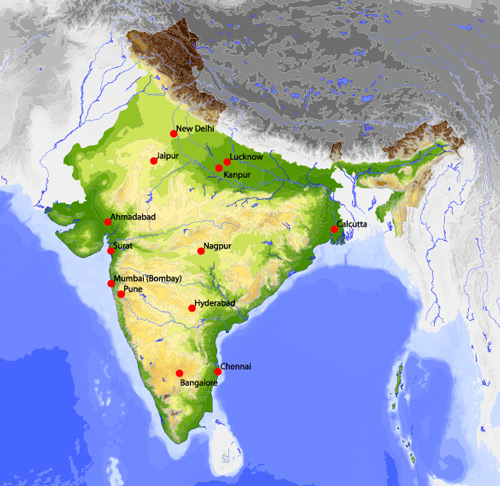 New Delhi
Jaipur
Lucknow
Kanpur
Ahmadabad
Calcutta
Surat
Nagpur
Mumbai (Bombay)
Pune
Hyderabad
Chennai
Bangalore